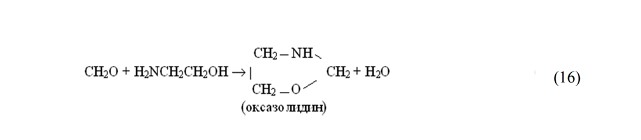 CH₂ – NH
CH₂O + H₂NCH₂CH₂OH → | CH₂ + H₂O (16)
CH₂ – O
(оксазолидин)